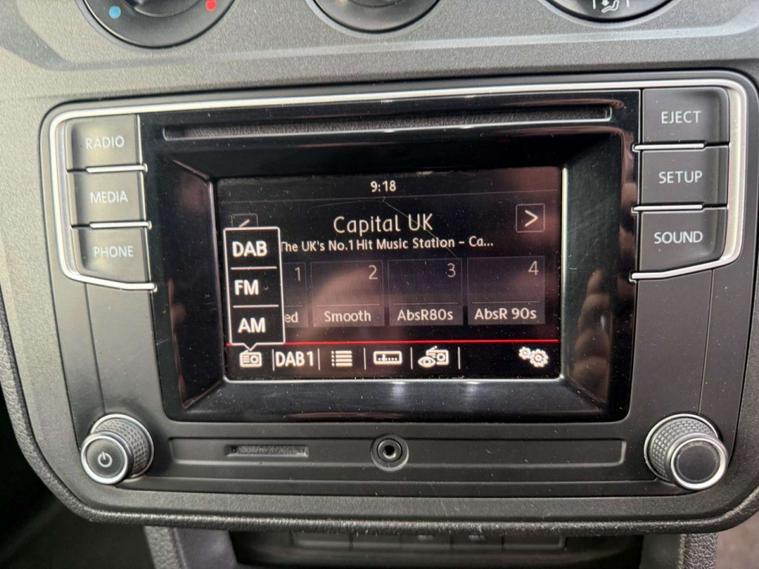 RADIO
MEDIA
PHONE
EJECT
SETUP
SOUND
9:18
Capital UK
The UK's No.1 Hit Music Station - Ca...
DAB
FM
AM
1 2 3 4
Smooth AbsR80s AbsR 90s
DAB1